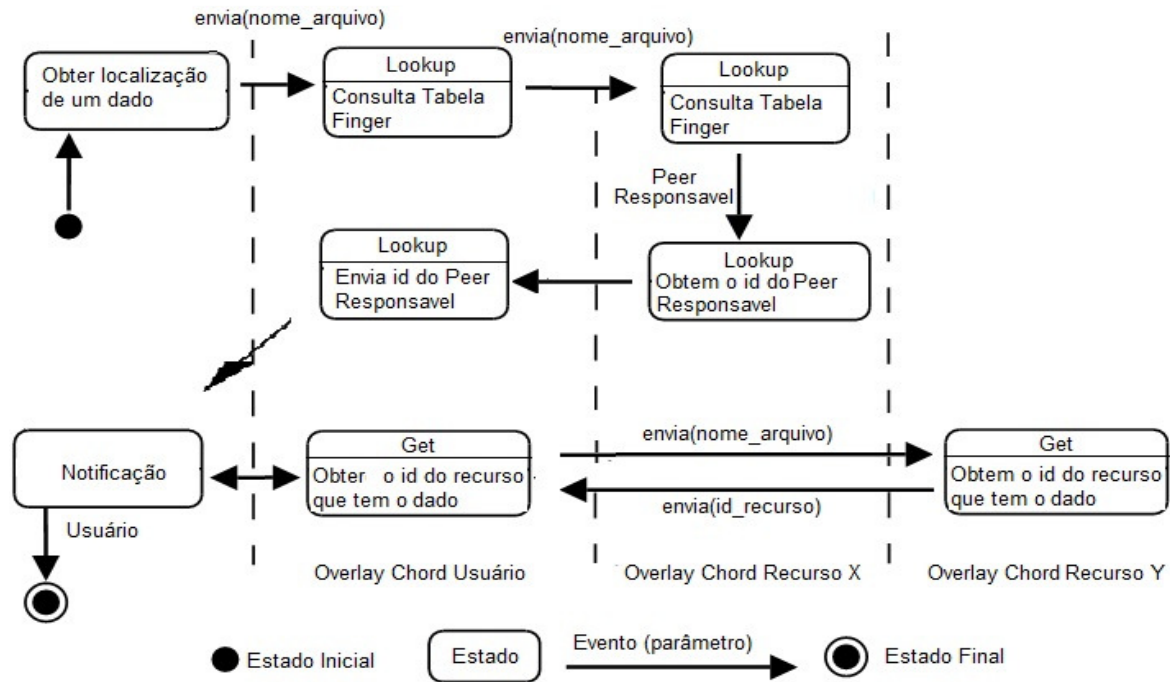 envia(nome_arquivo)
envia(nome_arquivo)
Obter localização
de um dado
Lookup
Consulta Tabela
Finger
Lookup
Consulta Tabela
Finger
Peer
Responsavel
Lookup
Envia id do Peer
Responsavel
Lookup
Obtem o id do Peer
Responsavel
Notificação
Get
Obter o id do recurso
que tem o dado
envia(nome_arquivo)
envia(id_recurso)
Get
Obtem o id do recurso
que tem o dado
Usuário
Overlay Chord Usuário
Overlay Chord Recurso X
Overlay Chord Recurso Y
Estado Inicial
Estado
Evento (parâmetro)
Estado Final